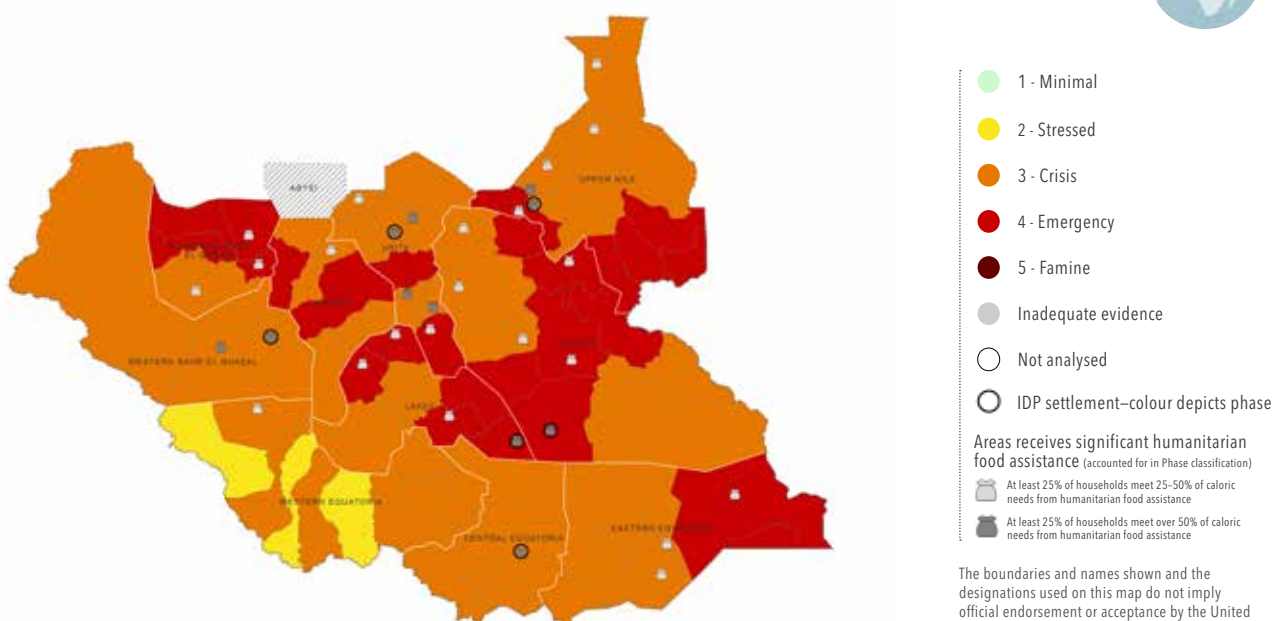 ABYEI
UPPER NILE
UNITY
WESTERN BAHR EL GHAZAL
LAKES
WESTERN EQUATORIA
CENTRAL EQUATORIA
EASTERN EQUATORIA
1 - Minimal
2 - Stressed
3 - Crisis
4 - Emergency
5 - Famine
Inadequate evidence
Not analysed
IDP settlement–colour depicts phase
Areas receives significant humanitarian
food assistance (accounted for in Phase classification)
At least 25% of households meet 25–50% of caloric
needs from humanitarian food assistance
At least 25% of households meet over 50% of caloric
needs from humanitarian food assistance
The boundaries and names shown and the
designations used on this map do not imply
official endorsement or acceptance by the United